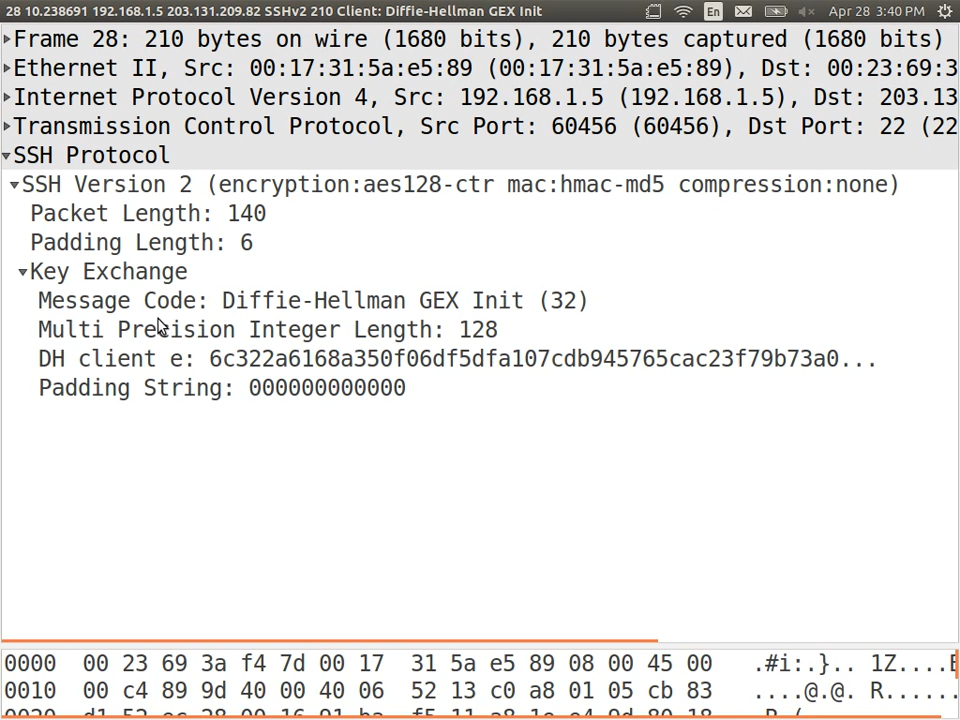 28 10.238691 192.168.1.5 203.131.209.82 SSHv2 210 Client: Diffie-Hellman GEX Init En Apr 28 3:40 PM
Frame 28: 210 bytes on wire (1680 bits), 210 bytes captured (1680 bits)
Ethernet II, Src: 00:17:31:5a:e5:89 (00:17:31:5a:e5:89), Dst: 00:23:69:3
Internet Protocol Version 4, Src: 192.168.1.5 (192.168.1.5), Dst: 203.13
Transmission Control Protocol, Src Port: 60456 (60456), Dst Port: 22 (22
SSH Protocol
SSH Version 2 (encryption:aes128-ctr mac:hmac-md5 compression:none)
Packet Length: 140
Padding Length: 6
Key Exchange
Message Code: Diffie-Hellman GEX Init (32)
Multi Precision Integer Length: 128
DH client e: 6c322a6168a350f06df5dfa107cdb945765cac23f79b73a0...
Padding String: 000000000000
0000 00 23 69 3a f4 7d 00 17 31 5a e5 89 08 00 45 00 .#i:.}.. 1Z....E
0010 00 c4 89 9d 40 00 40 06 52 13 c0 a8 01 05 cb 83 ....@.@. R......